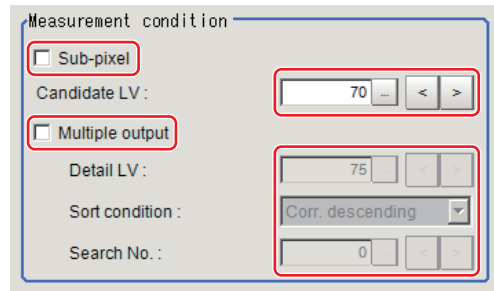 Measurement condition
Sub-pixel
Candidate LV : 70 ... < >
Multiple output
Detail LV : 75 ... < >
Sort condition : Corr. descending
Search No. : 0 ... < >